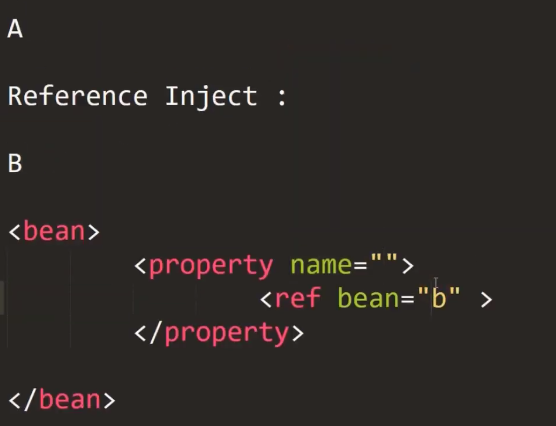 A
Reference Inject :
B
<bean>
<property name="">
<ref bean="b" >
</property>
</bean>